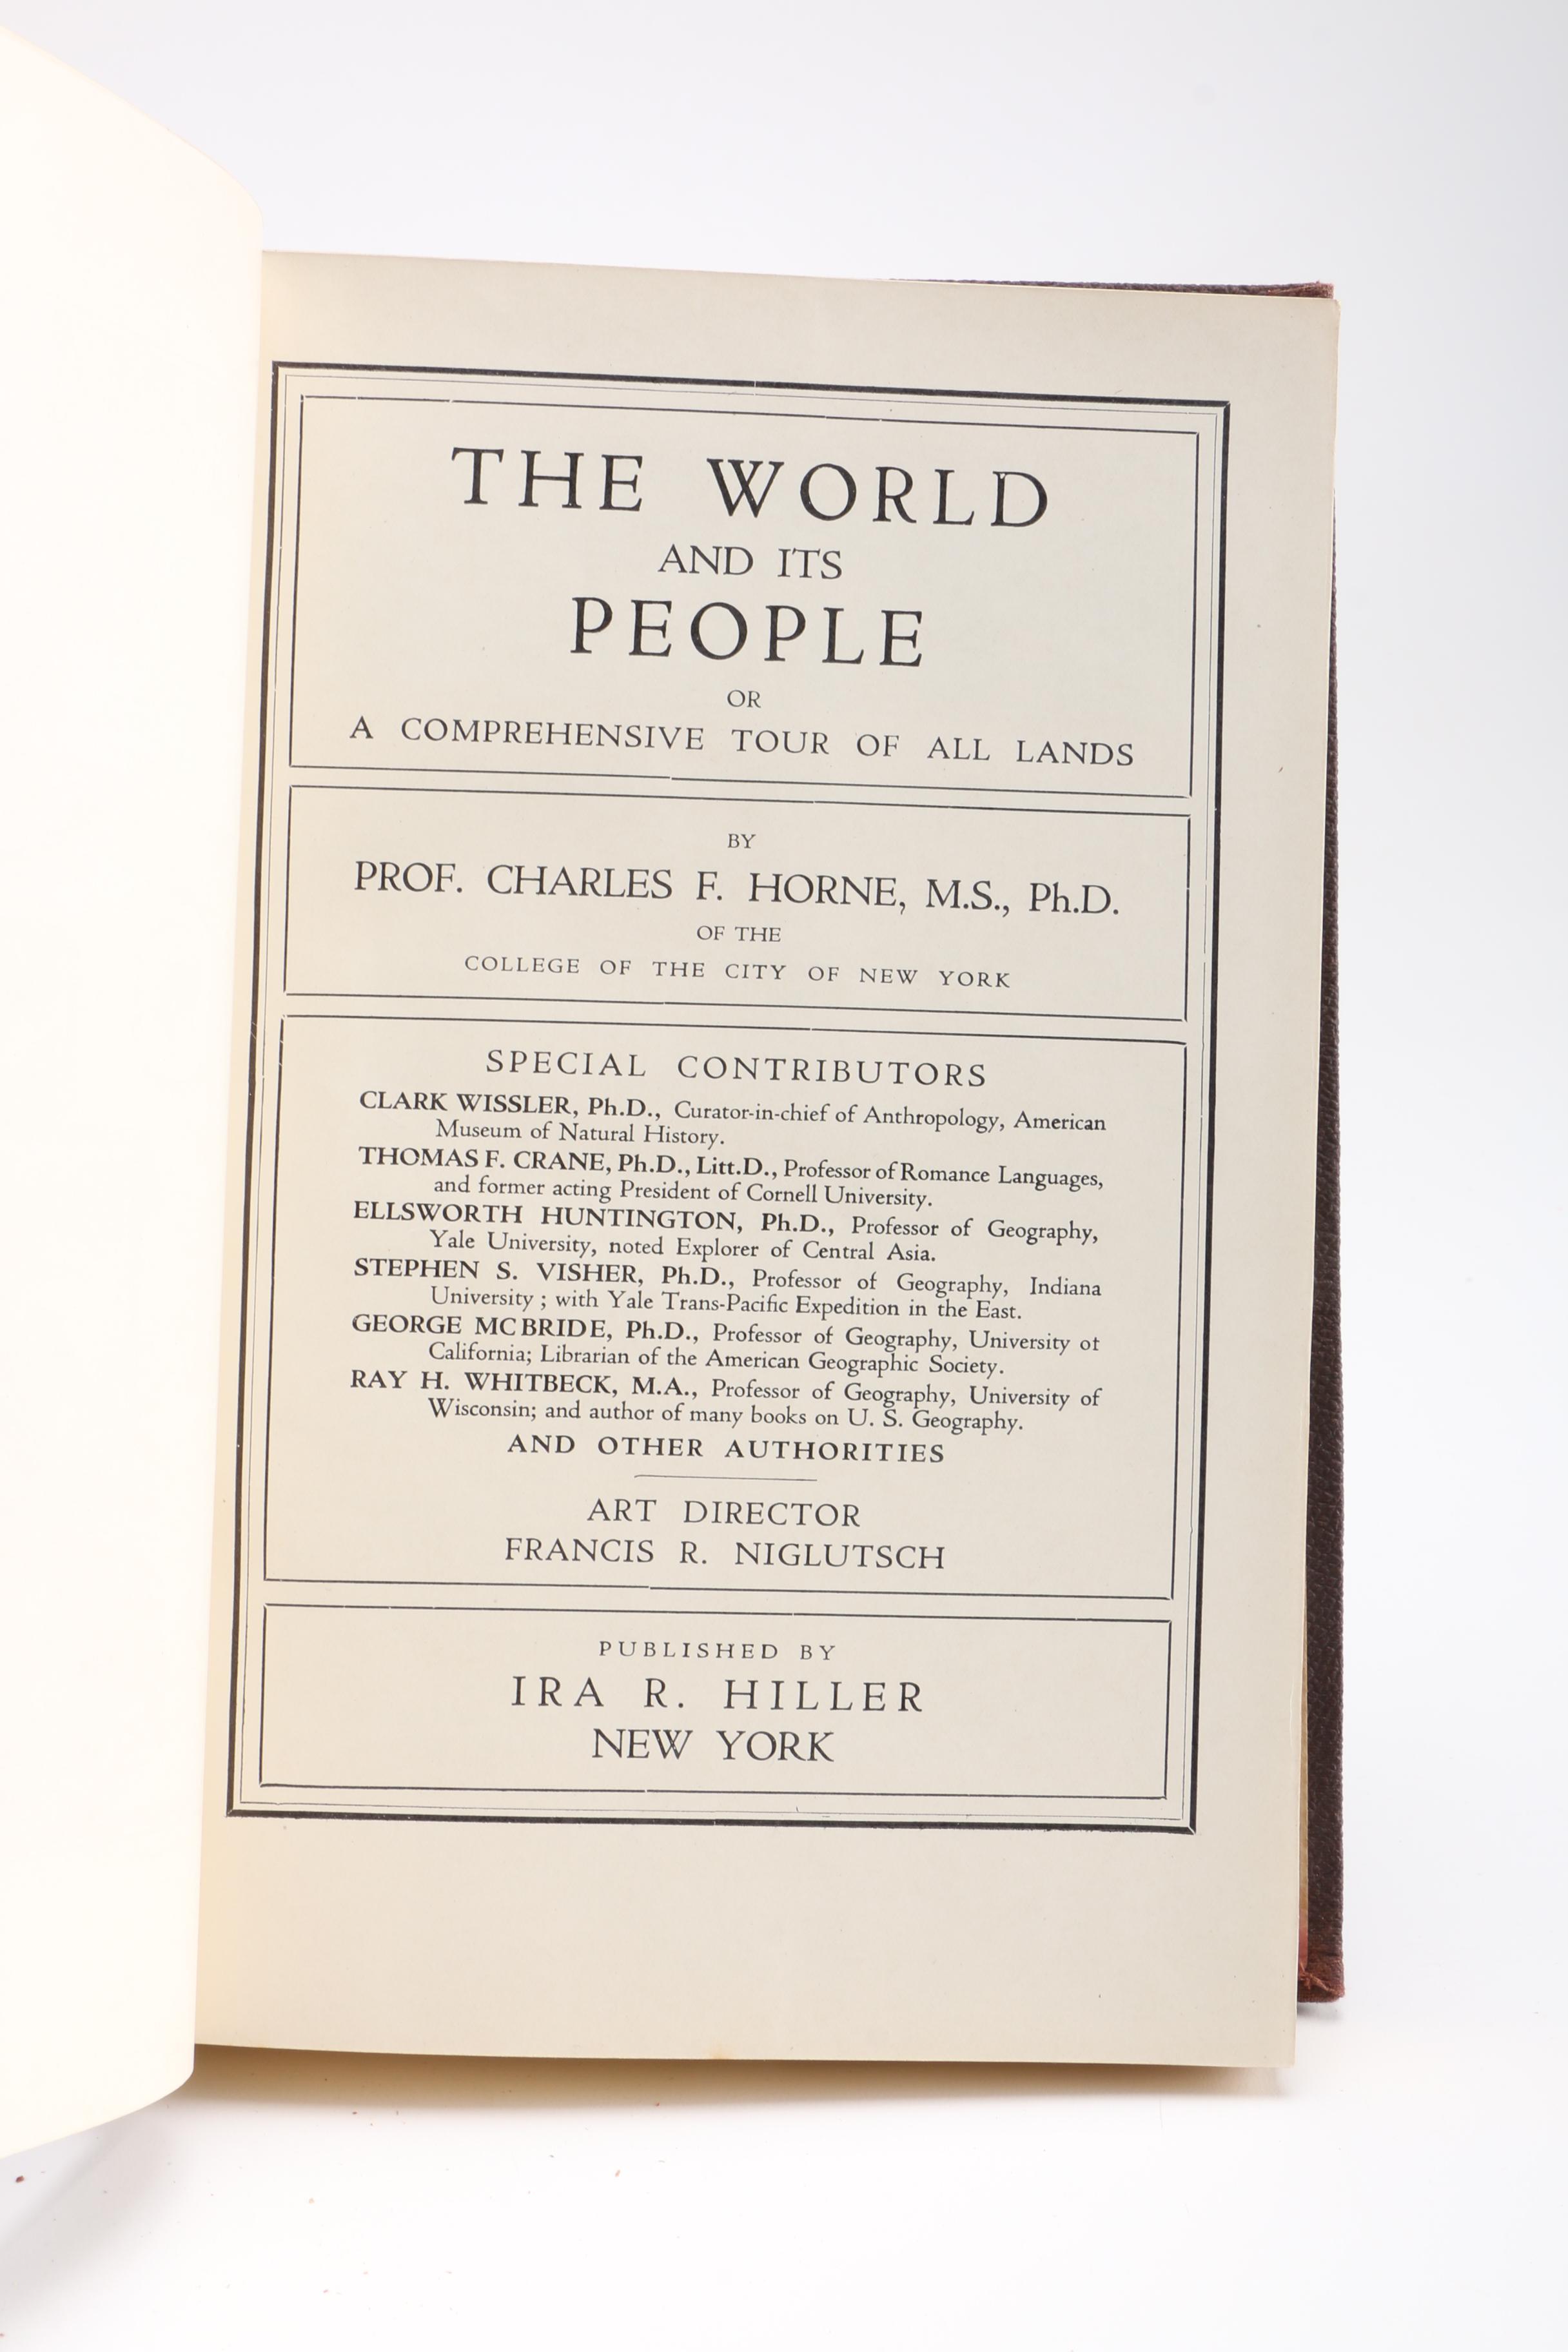 THE WORLD
AND ITS
PEOPLE
OR
A COMPREHENSIVE TOUR OF ALL LANDS
BY
PROF. CHARLES F. HORNE, M.S., Ph.D.
OF THE
COLLEGE OF THE CITY OF NEW YORK
SPECIAL CONTRIBUTORS
CLARK WISSLER, Ph.D., Curator-in-chief of Anthropology, American
Museum of Natural History.
THOMAS F. CRANE, Ph.D., Litt.D., Professor of Romance Languages,
and former acting President of Cornell University.
ELLSWORTH HUNTINGTON, Ph.D., Professor of Geography,
Yale University, noted Explorer of Central Asia.
STEPHEN S. VISHER, Ph.D., Professor of Geography, Indiana
University; with Yale Trans-Pacific Expedition in the East.
GEORGE MCBRIDE, Ph.D., Professor of Geography, University of
California; Librarian of the American Geographic Society.
RAY H. WHITBECK, M.A., Professor of Geography, University of
Wisconsin; and author of many books on U. S. Geography.
AND OTHER AUTHORITIES
ART DIRECTOR
FRANCIS R. NIGLUTSCH
PUBLISHED BY
IRA R. HILLER
NEW YORK